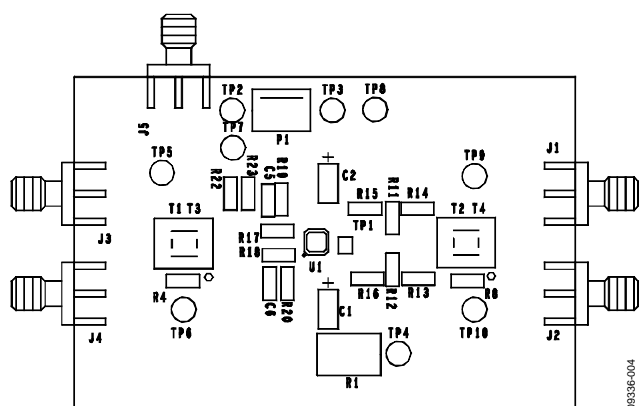 TP2
TP3
TP8
J5
P1
TP7
TP5
TP9
J1
R22
R23
C5
R19
C2
R15
R11
R14
T1 T3
T2 T4
J3
R17
TP1
R18
U1
R4
C6
R20
R16
R12
R13
R8
C1
J4
TP6
TP10
J2
TP4
R1
09336-004